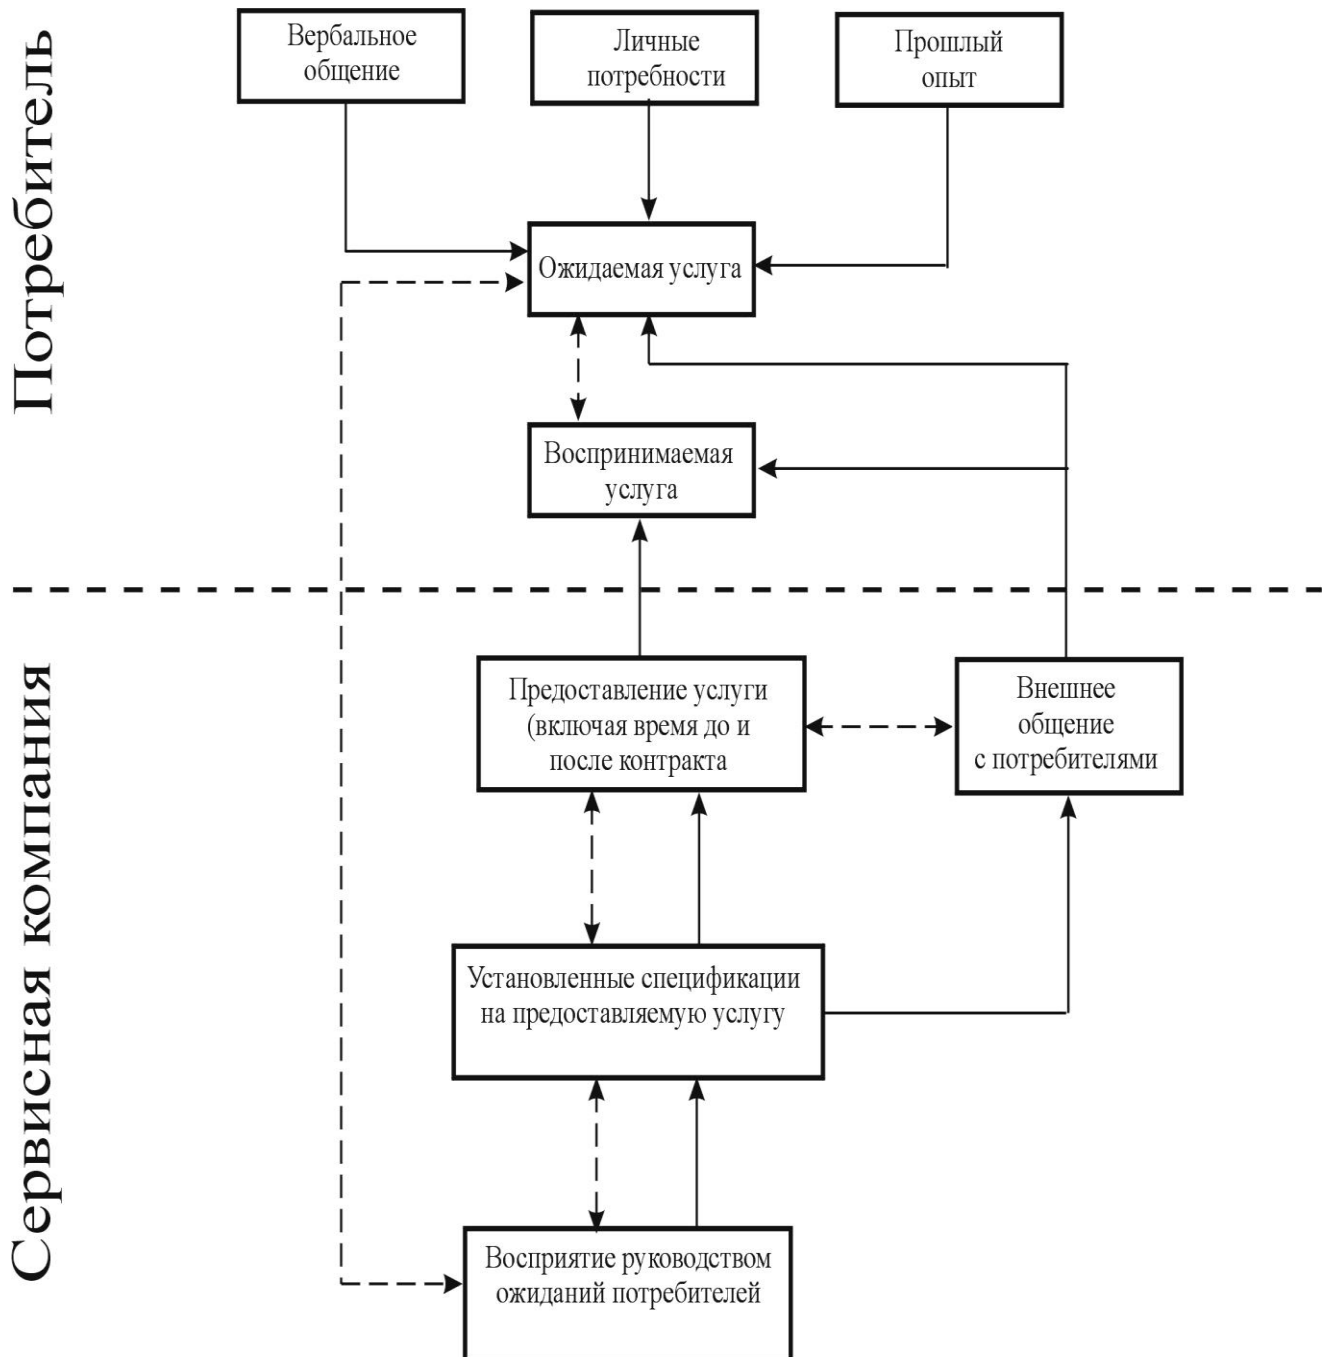 Потребитель
Вербальное
общение
Личные
потребности
Прошлый
опыт
Ожидаемая услуга
Воспринимаемая
услуга
Сервисная компания
Предоставление услуги
(включая время до и
после контракта
Внешнее
общение
с потребителями
Установленные спецификации
на предоставляемую услугу
Восприятие руководством
ожиданий потребителей